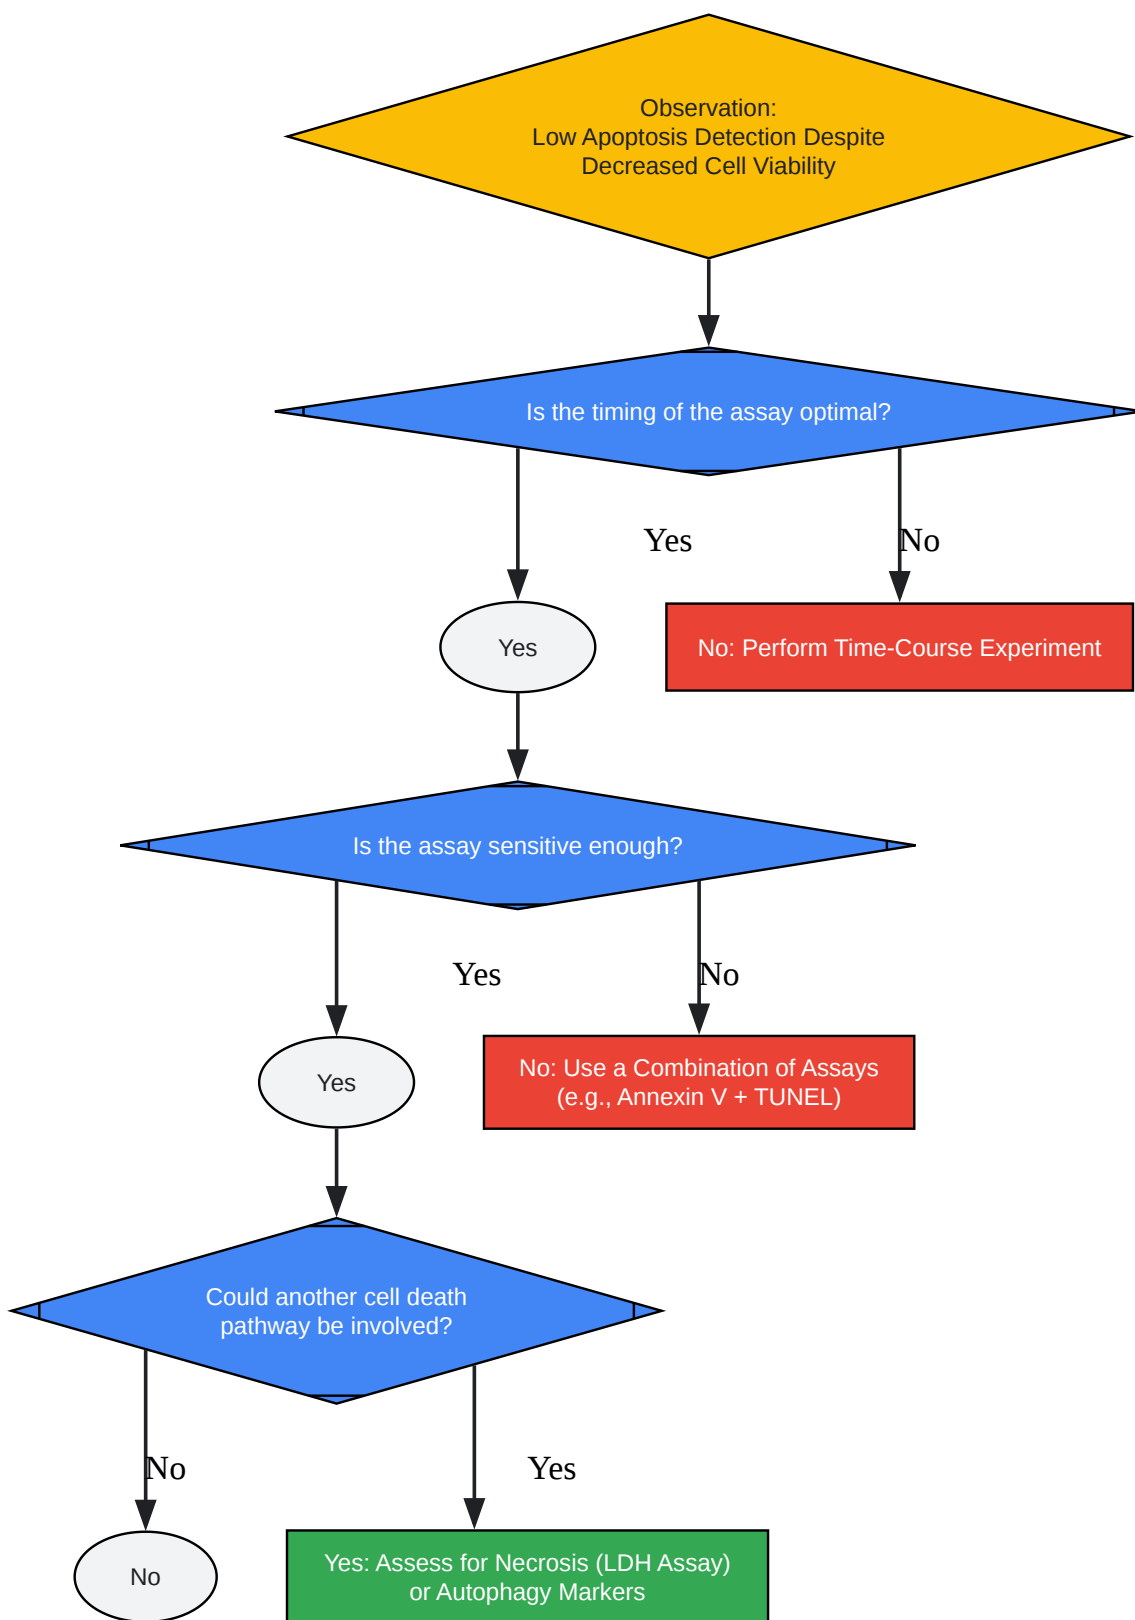 Observation:
Low Apoptosis Detection Despite
Decreased Cell Viability
Is the timing of the assay optimal?
Yes
No
Yes
No: Perform Time-Course Experiment
Is the assay sensitive enough?
Yes
No
Yes
No: Use a Combination of Assays
(e.g., Annexin V + TUNEL)
Could another cell death
pathway be involved?
No
Yes
No
Yes: Assess for Necrosis (LDH Assay)
or Autophagy Markers